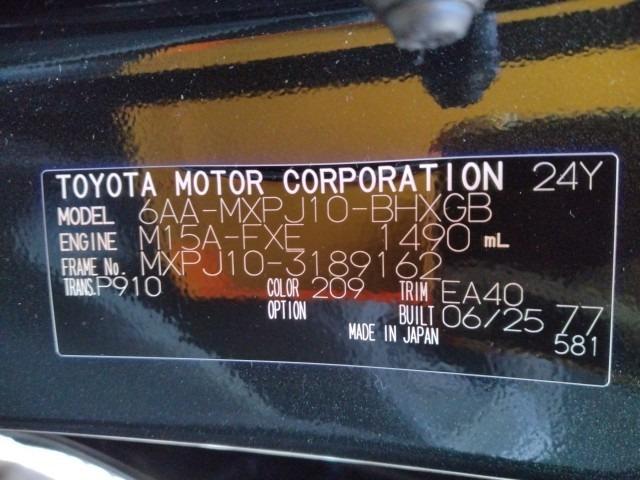 TOYOTA MOTOR CORPORATION 24Y
MODEL 6AA-MXPJ10-BHXGB
ENGINE M15A-FXE 1490 mL
FRAME No. MXPJ10-3189162
TRANS. P910 COLOR 209 TRIM EA40
OPTION BUILT 06/25 77
MADE IN JAPAN 581